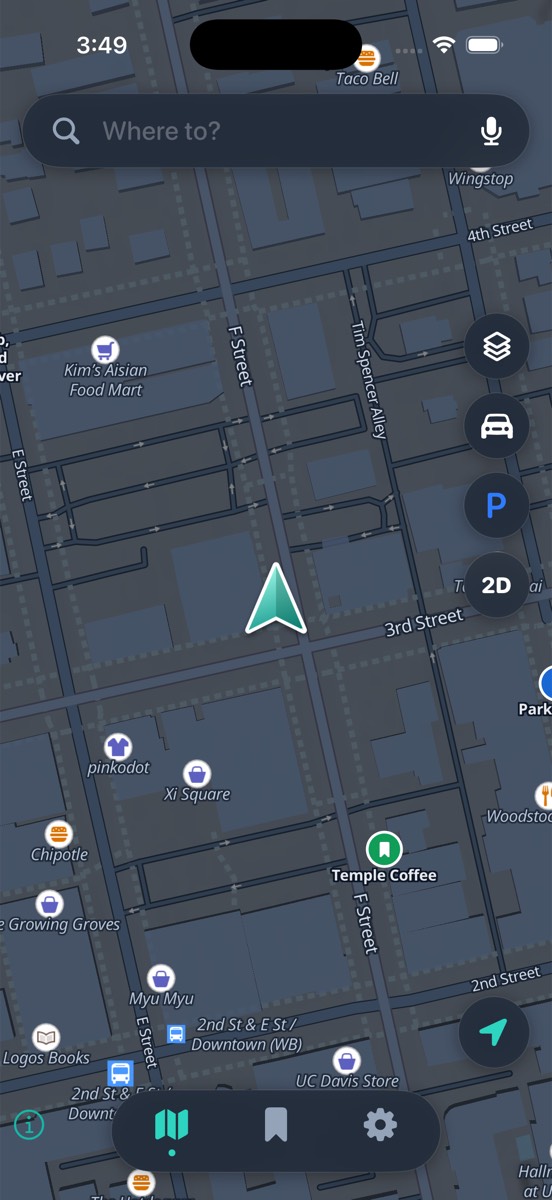 3:49
Taco Bell
Where to?
Wingstop
4th Street
F Street
Tim Spencer Alley
Kim's Aisian
Food Mart
ver
E Street
P
2D
3rd Street
Park
pinkodot
Xi Square
Woodstoc
Chipotle
Temple Coffee
e Growing Groves
F Street
Myu Myu
2nd Street
2nd St & E St /
Downtown (WB)
E Street
Logos Books
UC Davis Store
2nd St & E St /
Downt